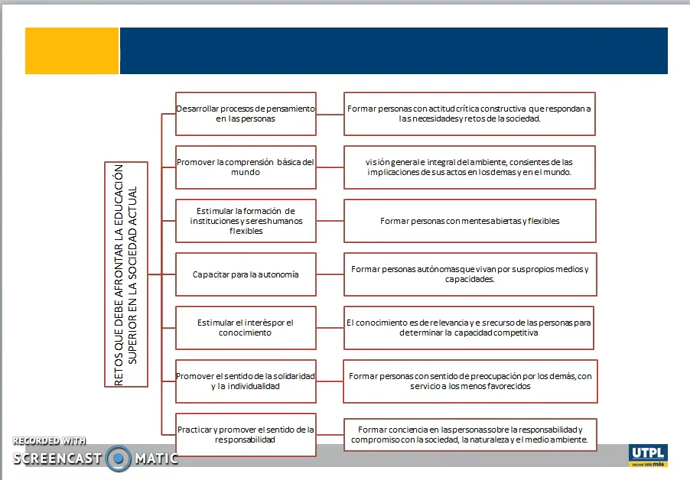 RETOS QUE DEBE AFRONTAR LA EDUCACIÓN
SUPERIOR EN LA SOCIEDAD ACTUAL
Desarrollar procesos de pensamiento
en las personas
Formar personas con actitud crítica constructiva que respondan a
las necesidades y retos de la sociedad.
Promover la comprensión básica del
mundo
visión general e integral del ambiente, consientes de las
implicaciones de sus actos en los demas y en el mundo.
Estimular la formación de
instituciones y seres humanos
flexibles
Formar personas con mentes abiertas y flexibles
Capacitar para la autonomía
Formar personas autónomas que vivan por sus propios medios y
capacidades.
Estimular el interés por el
conocimiento
El conocimiento es de relevancia y es recurso de las personas para
determinar la capacidad competitiva
Promover el sentido de la solidaridad
y la individualidad
Formar personas con sentido de preocupación por los demás, con
servicio a los menos favorecidos
Practicar y promover el sentido de la
responsabilidad
Formar conciencia en las personas sobre la responsabilidad y
compromiso con la sociedad, la naturaleza y el medio ambiente.
RECORDED WITH
SCREENCAST MATIC
UTPL